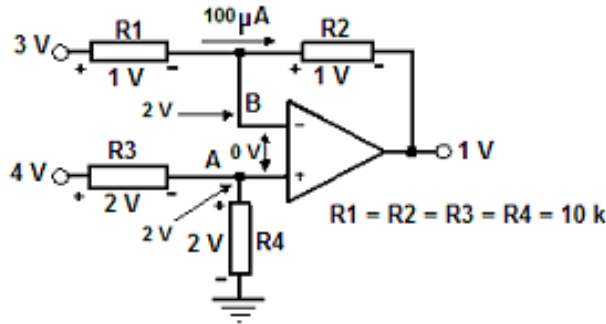 100 µA
R1
R2
3 V
+ 1 V -
+ 1 V -
2 V
B
-
R3
A
0 V
1 V
4 V
+ 2 V -
+
2 V
+
2 V
R4
-
R1 = R2 = R3 = R4 = 10 k